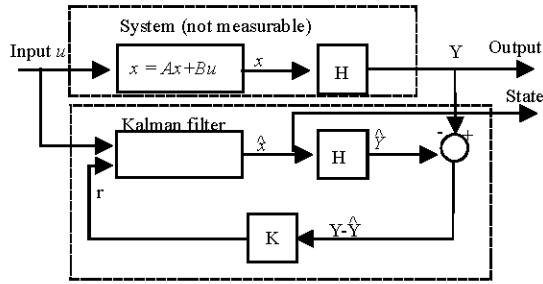 System (not measurable)
Input u
x = Ax+Bu
x
H
Y
Output
State
Kalman filter
x̂
H
Ŷ
-
+
r
K
Y-Ŷ